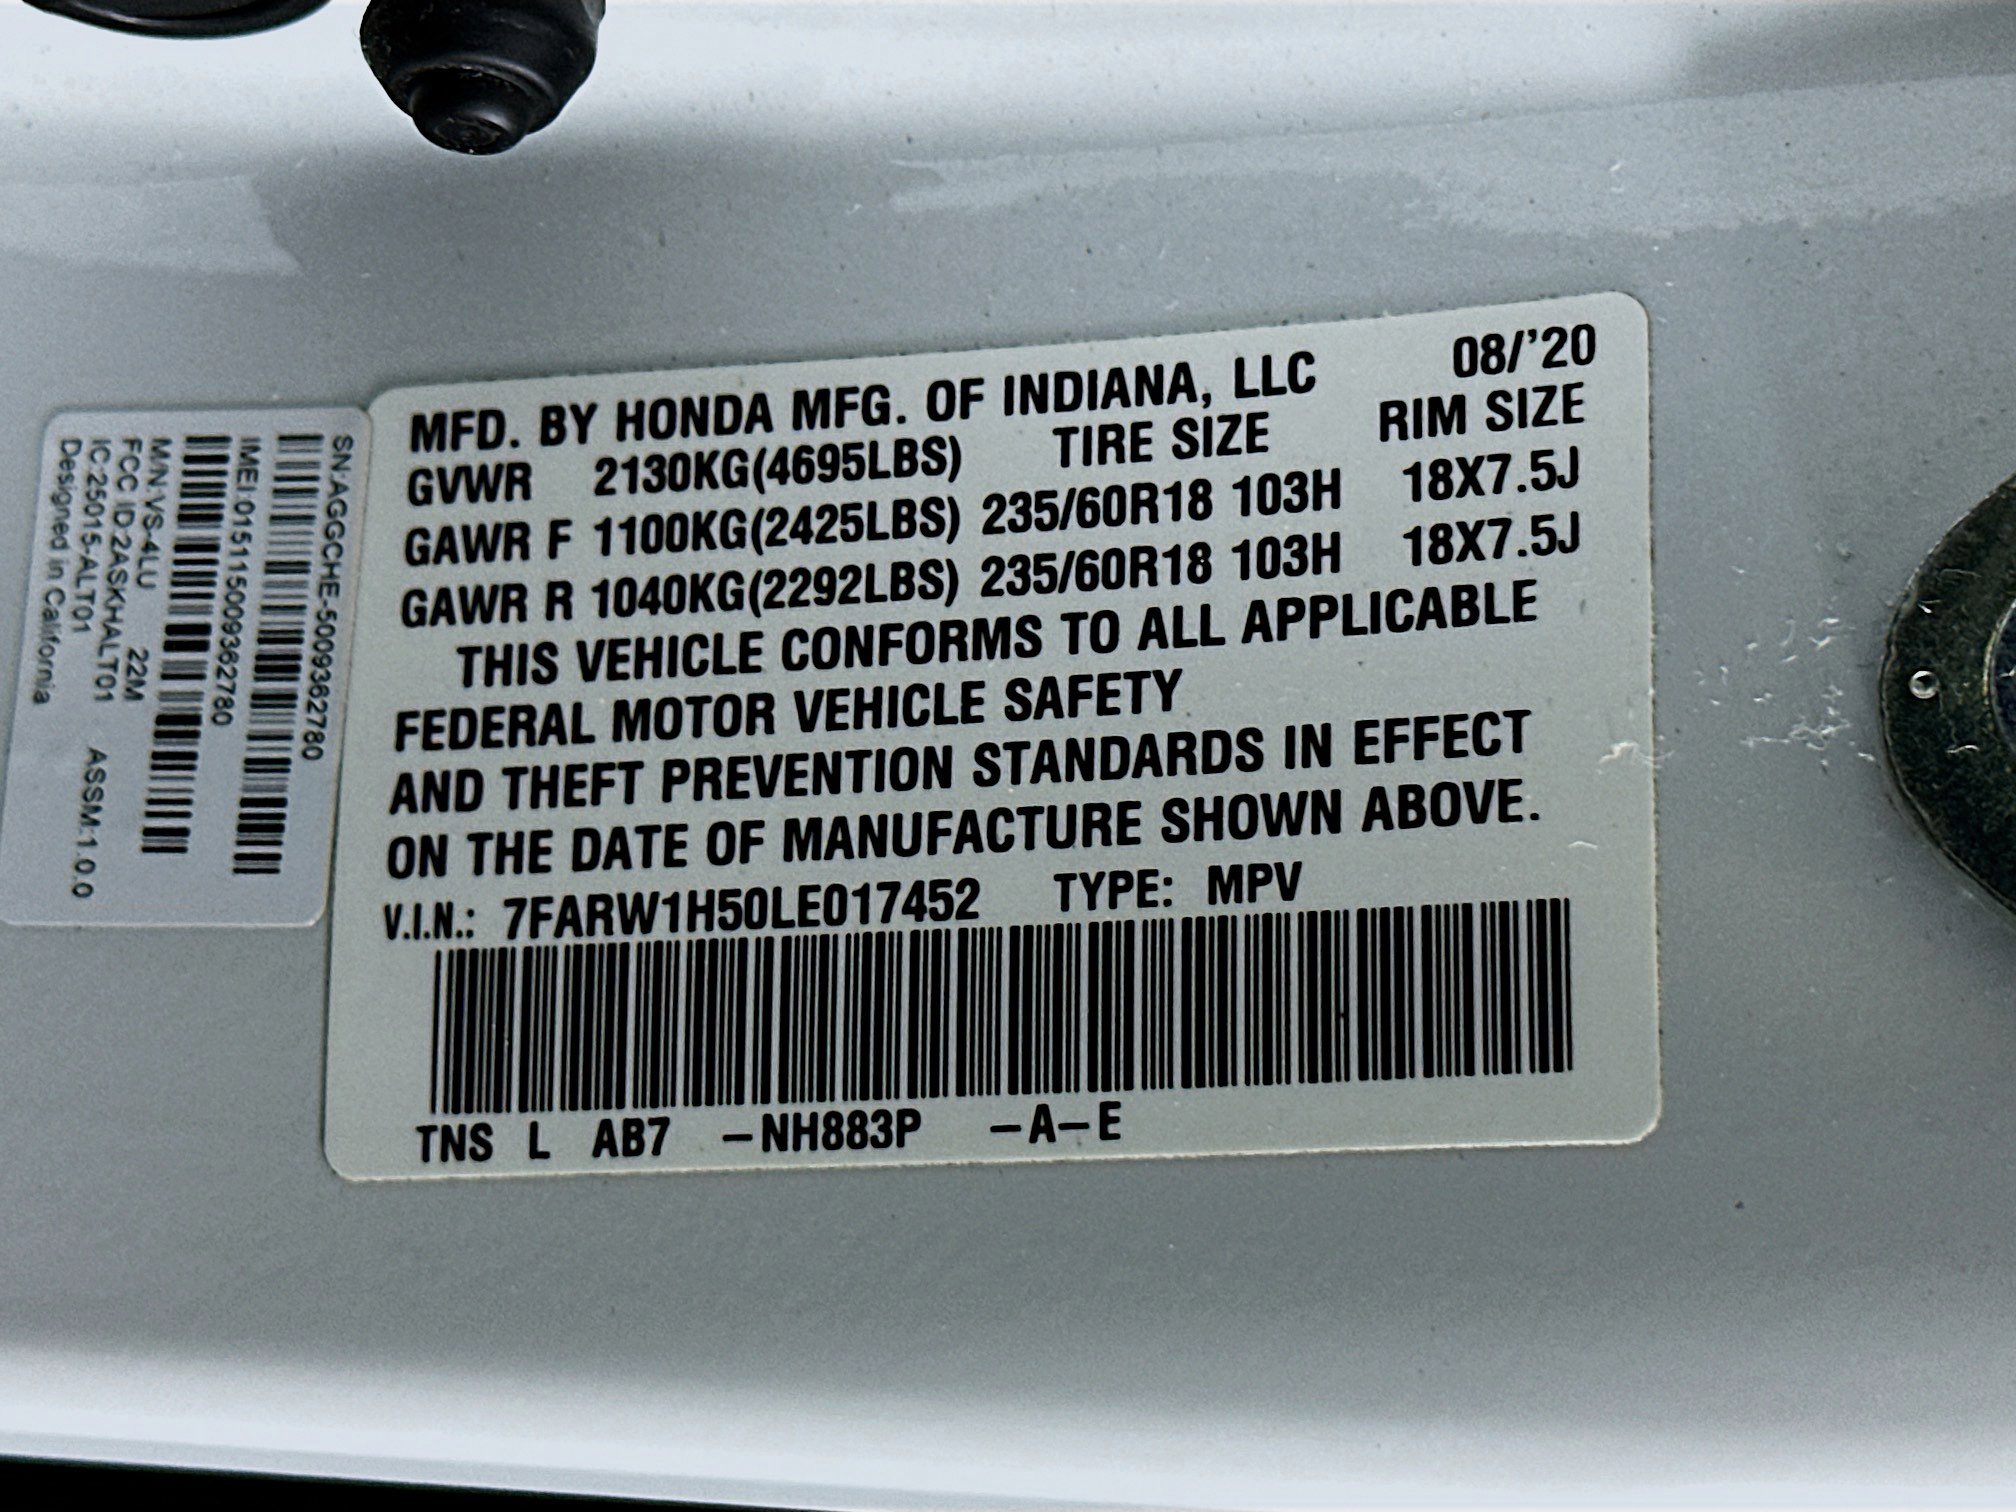 MFD. BY HONDA MFG. OF INDIANA, LLC 08/'20
GVWR 2130KG(4695LBS) TIRE SIZE RIM SIZE
GAWR F 1100KG(2425LBS) 235/60R18 103H 18X7.5J
GAWR R 1040KG(2292LBS) 235/60R18 103H 18X7.5J
THIS VEHICLE CONFORMS TO ALL APPLICABLE
FEDERAL MOTOR VEHICLE SAFETY
AND THEFT PREVENTION STANDARDS IN EFFECT
ON THE DATE OF MANUFACTURE SHOWN ABOVE.
V.I.N.: 7FARW1H50LE017452 TYPE: MPV
TNS L AB7 –NH883P –A–E
SN:AGGCHE-5009362780
IMEI:015115009362780
M/N:VS-4LU 22M
FCC ID:2ASKHALT01
IC:25015-ALT01 ASSM:1.0.0
Designed in California